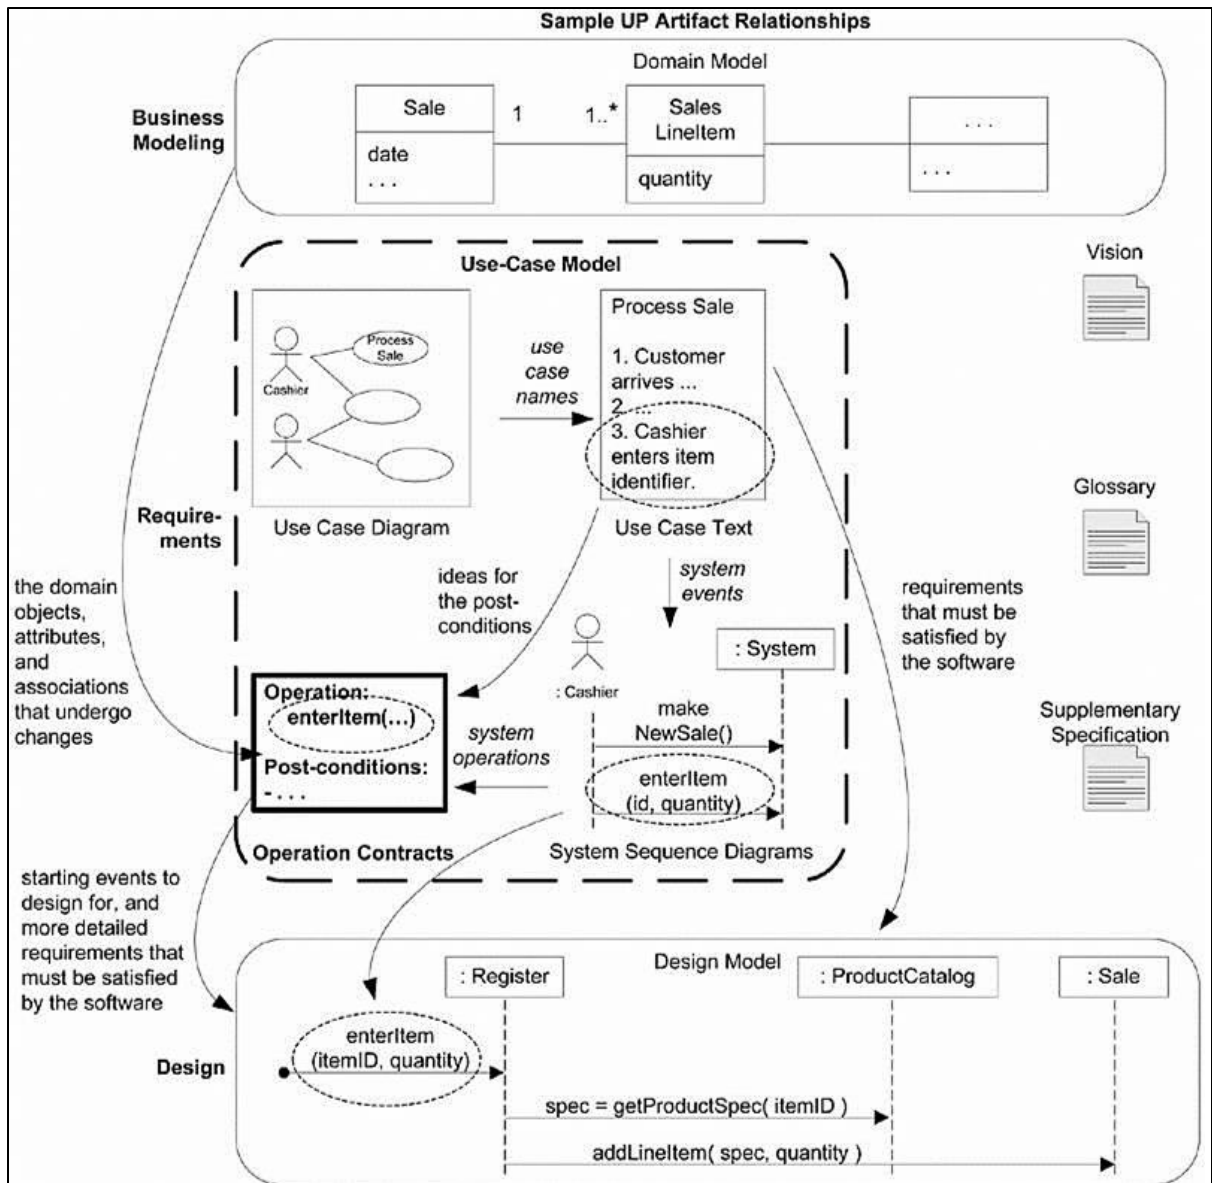 Sample UP Artifact Relationships
Domain Model
Business
Modeling
Sale
1
1..*
Sales
LineItem
. . .
date
. . .
quantity
. . .
Use-Case Model
Process
Sale
Cashier
use
case
names
Process Sale
1. Customer
arrives ...
2. ...
3. Cashier
enters item
identifier.
Use Case Diagram
Use Case Text
Vision
Glossary
Supplementary
Specification
Require-
ments
the domain
objects,
attributes,
and
associations
that undergo
changes
ideas for
the post-
conditions
system
events
requirements
that must be
satisfied by
the software
Operation:
enterItem(…)
Post-conditions:
- . . .
system
operations
: Cashier
: System
make
NewSale()
enterItem
(id, quantity)
Operation Contracts
System Sequence Diagrams
starting events to
design for, and
more detailed
requirements that
must be satisfied
by the software
Design
Design Model
: Register
: ProductCatalog
: Sale
enterItem
(itemID, quantity)
spec = getProductSpec( itemID )
addLineItem( spec, quantity )